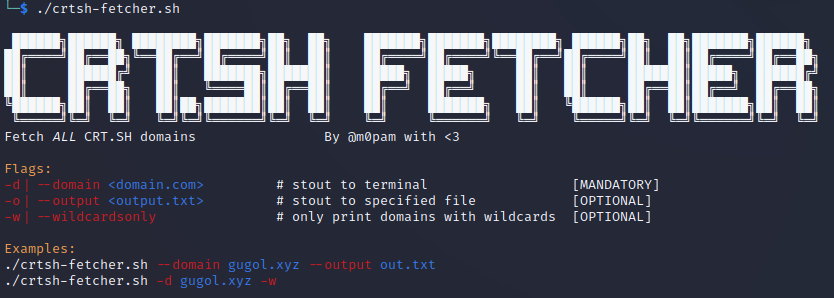 $ ./crtsh-fetcher.sh
CRT.SH FETCHER
Fetch ALL CRT.SH domains By @m0pam with <3
Flags:
-d| --domain <domain.com> # stout to terminal [MANDATORY]
-o| --output <output.txt> # stout to specified file [OPTIONAL]
-w| --wildcardsonly # only print domains with wildcards [OPTIONAL]
Examples:
./crtsh-fetcher.sh --domain gugol.xyz --output out.txt
./crtsh-fetcher.sh -d gugol.xyz -w